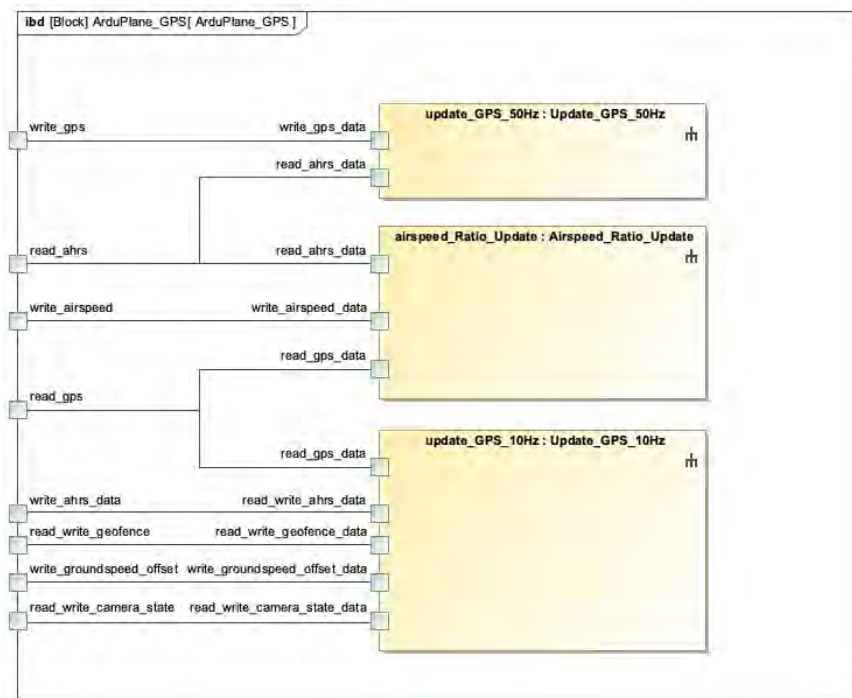 ibd [Block] ArduPlane_GPS[ ArduPlane_GPS ]
update_GPS_50Hz : Update_GPS_50Hz
write_gps
write_gps_data
read_ahrs_data
airspeed_Ratio_Update : Airspeed_Ratio_Update
read_ahrs
read_ahrs_data
write_airspeed
write_airspeed_data
read_gps_data
read_gps
update_GPS_10Hz : Update_GPS_10Hz
read_gps_data
write_ahrs_data
read_write_ahrs_data
read_write_geofence
read_write_geofence_data
write_groundspeed_offset
write_groundspeed_offset_data
read_write_camera_state
read_write_camera_state_data